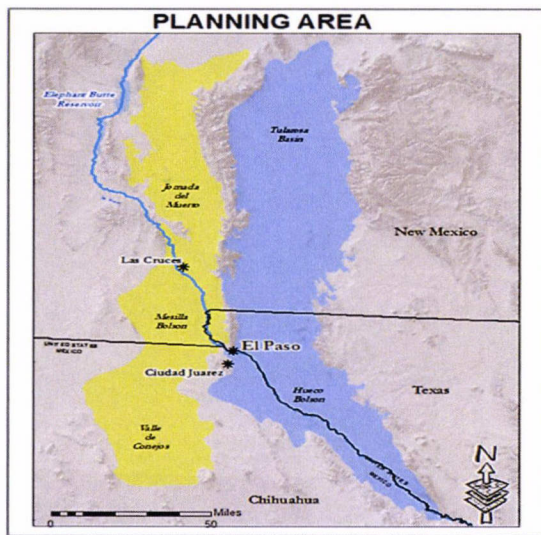 PLANNING AREA
Elephant Butte
Reservoir
Tularosa
Basin
Jornada
del
Muerto
New Mexico
Las Cruces
Mesilla
Bolson
UNITED STATES
MEXICO
El Paso
Ciudad Juarez
Hueco
Bolson
Texas
Valle
de
Conejos
MEXICO
N
Chihuahua
Miles
0
50